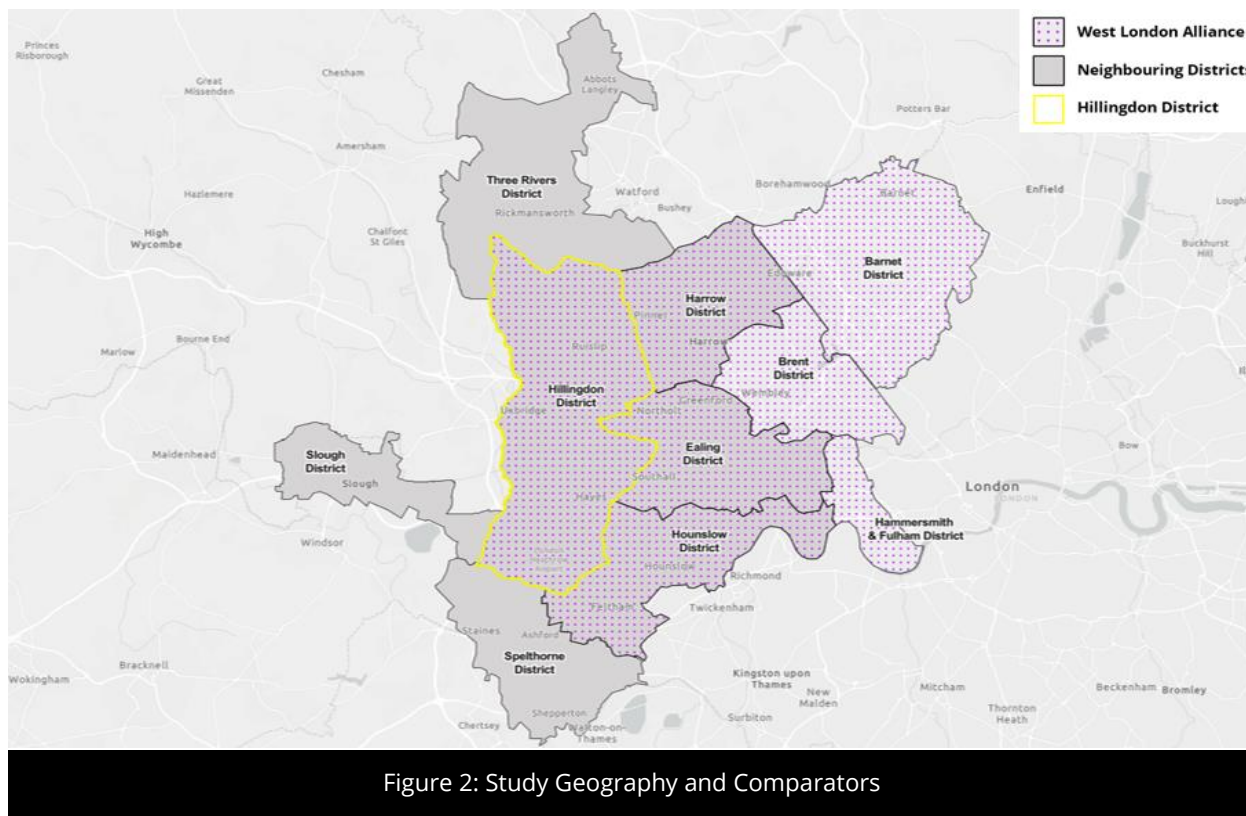 West London Alliance
Neighbouring Districts
Hillingdon District
Princes
Risborough
Great
Missenden
Chesham
Abbots
Langley
Potters Bar
Amersham
Three Rivers
District
Watford
Borehamwood
Barnet
Enfield
Hazlemere
Rickmansworth
Bushey
High
Wycombe
Chalfont
St Giles
Buckhurst
Hill
Barnet
District
Edgware
Harrow
District
Pinner
Marlow
Bourne End
Ruislip
Harrow
Brent
District
Hillingdon
District
Wembley
Greenford
Uxbridge
Northolt
Bow
Maidenhead
Slough
District
Slough
Ealing
District
Southall
London
LONDON
Hayes
Hammersmith
& Fulham District
Windsor
Hounslow
District
Hounslow
Richmond
Feltham
Twickenham
Staines
Ashford
Spelthorne
District
Bracknell
Wokingham
Kingston upon
Thames
New
Malden
Mitcham
Beckenham
Bromley
Thornton
Heath
Surbiton
Chertsey
Shepperton
Walton-on-
Thames
Figure 2: Study Geography and Comparators